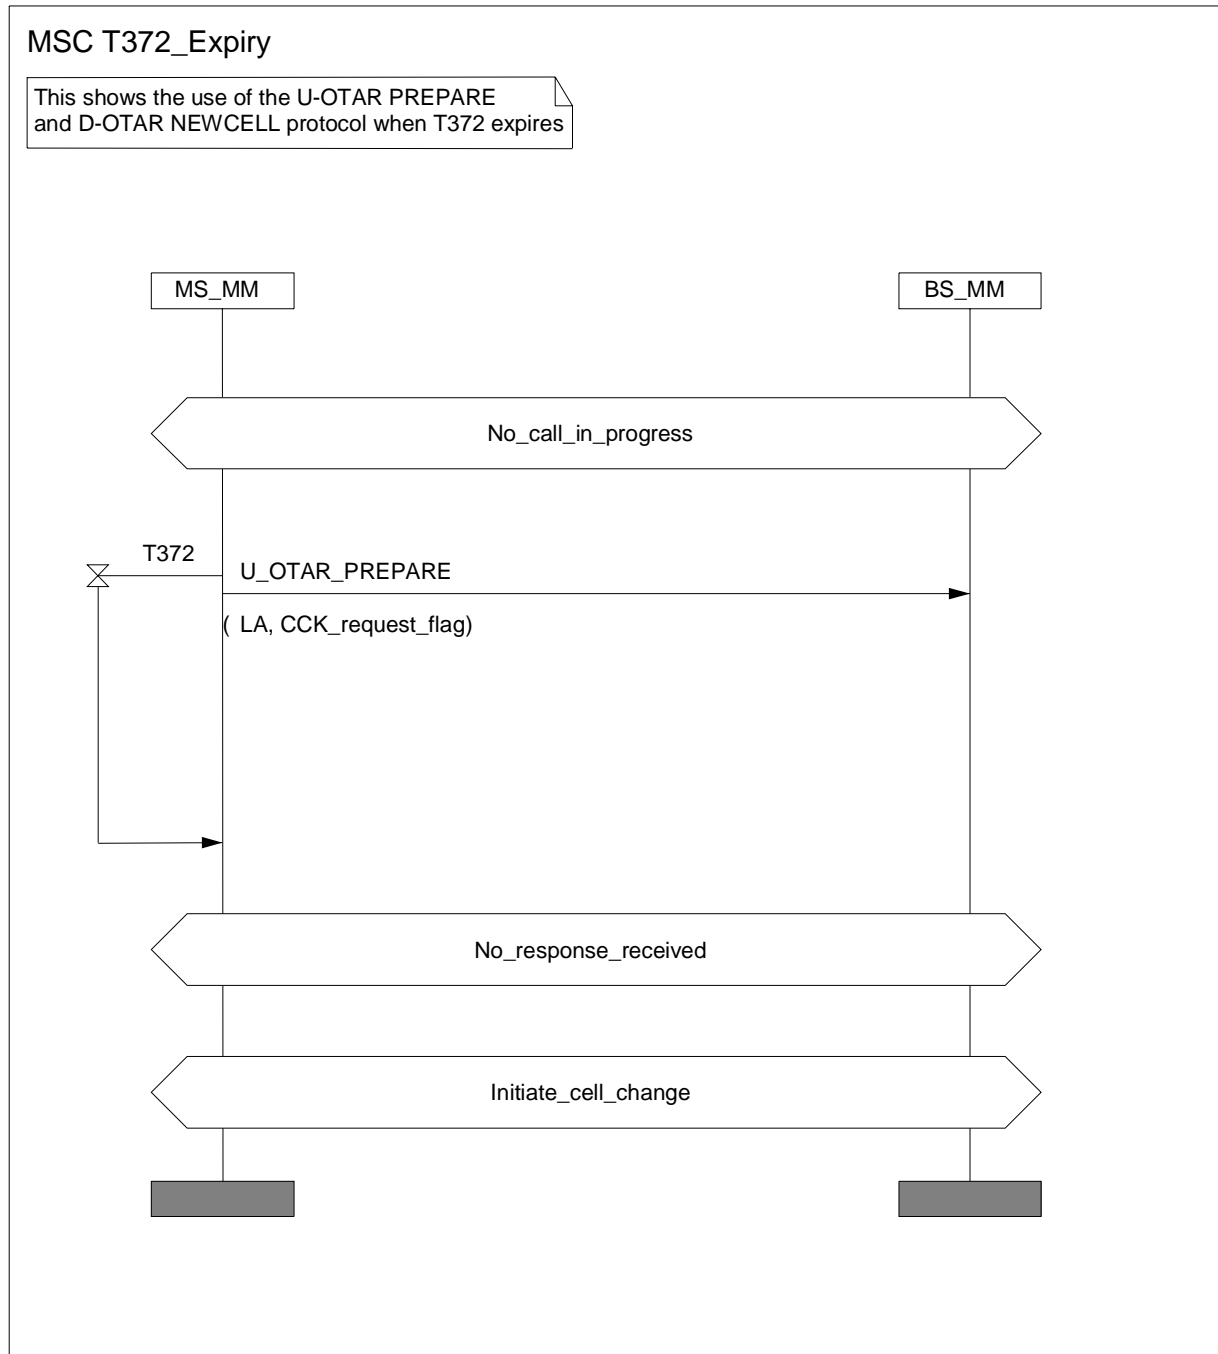 MSC T372_Expiry
This shows the use of the U-OTAR PREPARE
and D-OTAR NEWCELL protocol when T372 expires
MS_MM
BS_MM
No_call_in_progress
T372
U_OTAR_PREPARE
( LA, CCK_request_flag)
No_response_received
Initiate_cell_change